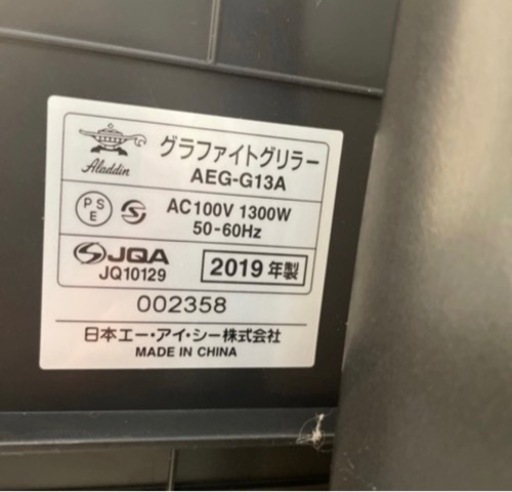 Aladdin
グラファイトグリラー
AEG-G13A
PS
E
AC100V 1300W
50-60Hz
JQA
JQ10129
2019年製
002358
日本エー・アイ・シー株式会社
MADE IN CHINA